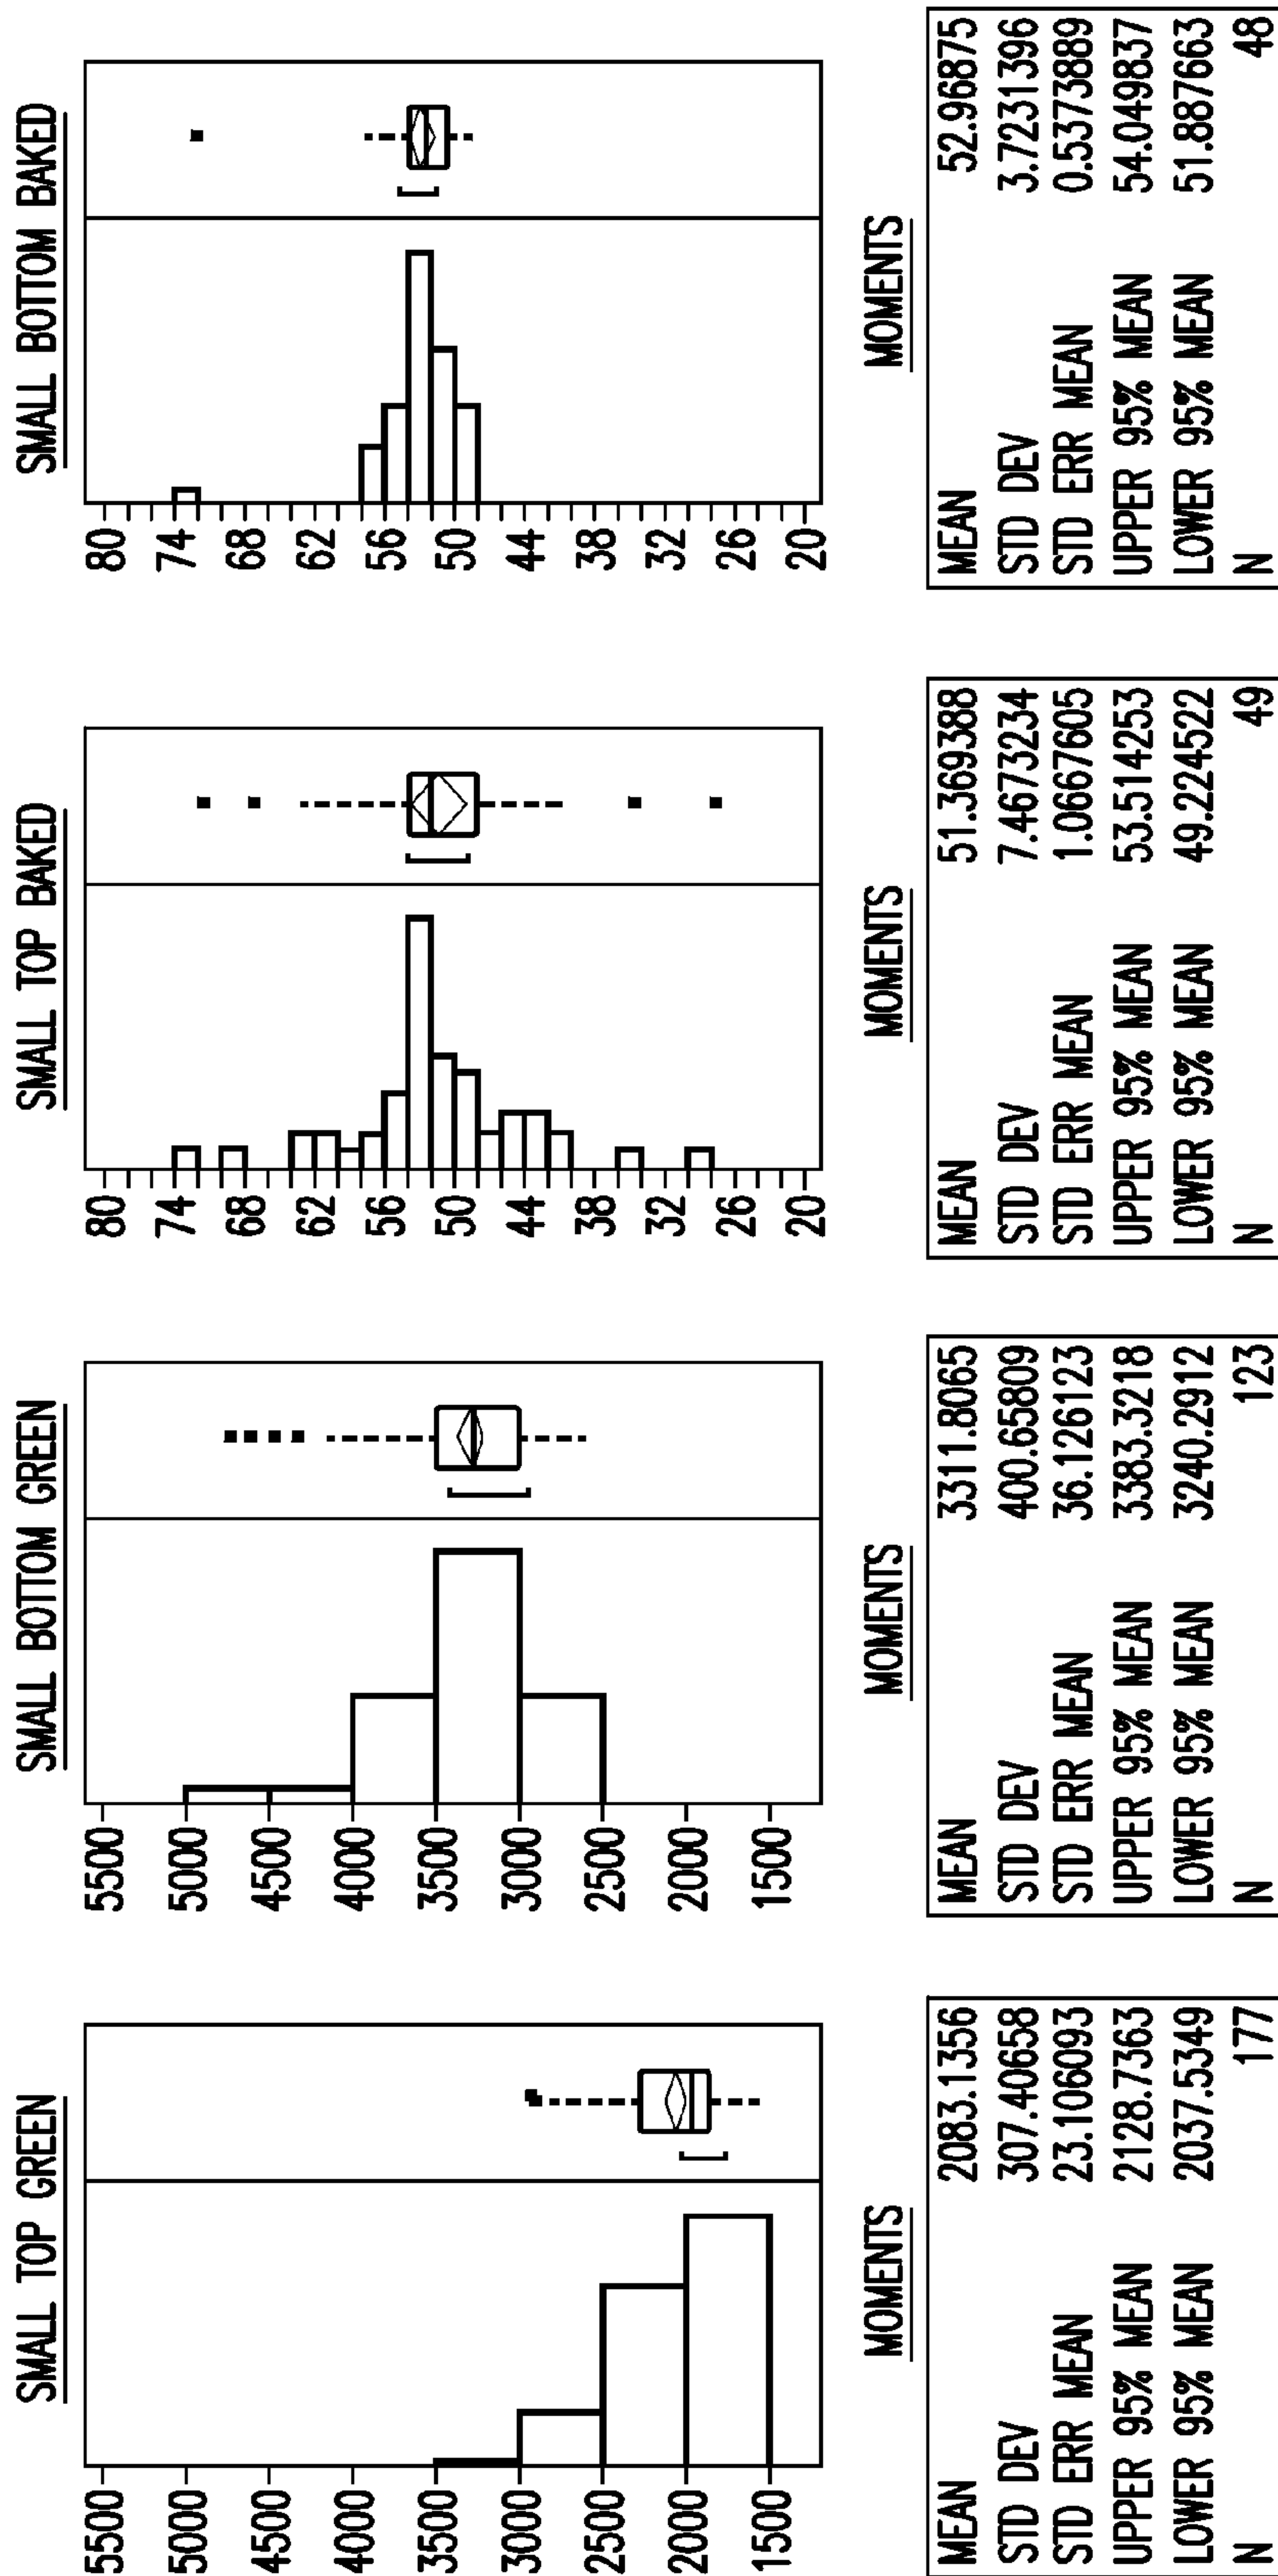 SMALL TOP GREEN
5500
5000
4500
4000
3500
3000
2500
2000
1500
MOMENTS
MEAN 2083.1356
STD DEV 307.40658
STD ERR MEAN 23.106093
UPPER 95% MEAN 2128.7363
LOWER 95% MEAN 2037.5349
N 177
SMALL BOTTOM GREEN
5500
5000
4500
4000
3500
3000
2500
2000
1500
MOMENTS
MEAN 3311.8065
STD DEV 400.65809
STD ERR MEAN 36.126123
UPPER 95% MEAN 3383.3218
LOWER 95% MEAN 3240.2912
N 123
SMALL TOP BAKED
80
74
68
62
56
50
44
38
32
26
20
MOMENTS
MEAN 51.369388
STD DEV 7.4673234
STD ERR MEAN 1.0667605
UPPER 95% MEAN 53.514253
LOWER 95% MEAN 49.224522
N 49
SMALL BOTTOM BAKED
80
74
68
62
56
50
44
38
32
26
20
MOMENTS
MEAN 52.96875
STD DEV 3.7231396
STD ERR MEAN 0.5373889
UPPER 95% MEAN 54.049837
LOWER 95% MEAN 51.887663
N 48